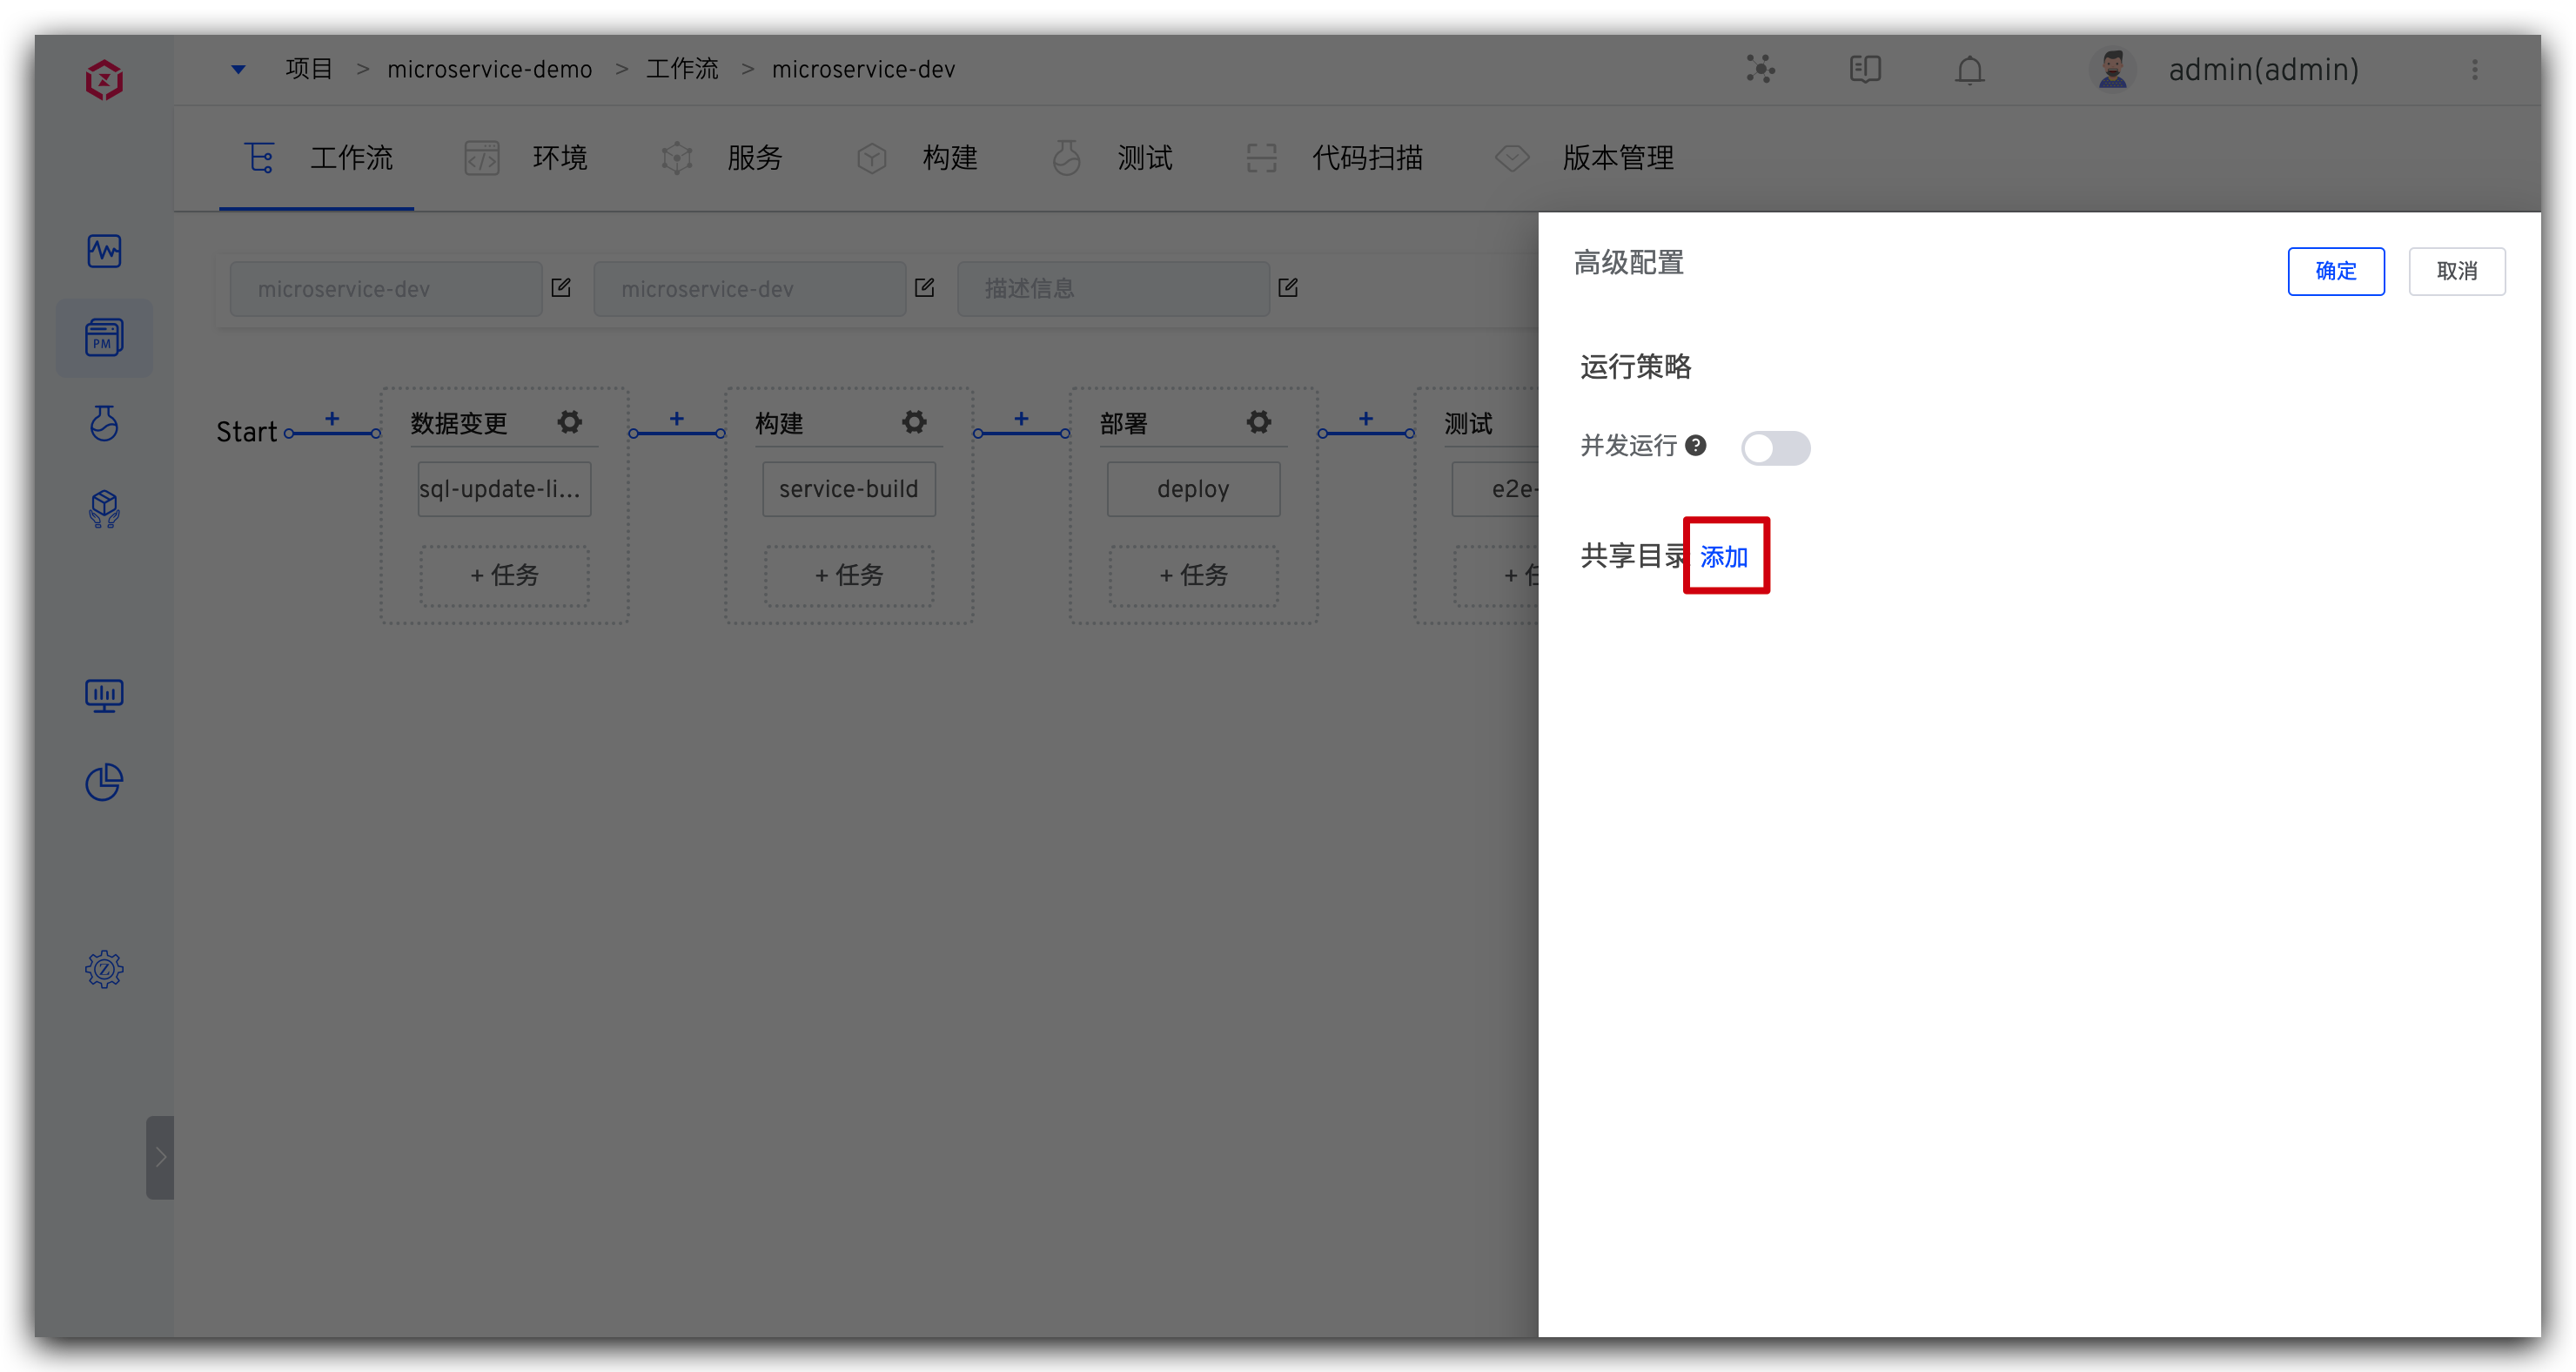 项目 > microservice-demo > 工作流 > microservice-dev
admin(admin)
工作流 环境 服务 构建 测试 代码扫描 版本管理
PM
microservice-dev microservice-dev 描述信息
Start
数据变更
sql-update-li...
+ 任务
构建
service-build
+ 任务
部署
deploy
+ 任务
测试
e2e-
+
高级配置
确定 取消
运行策略
并发运行
共享目录 添加